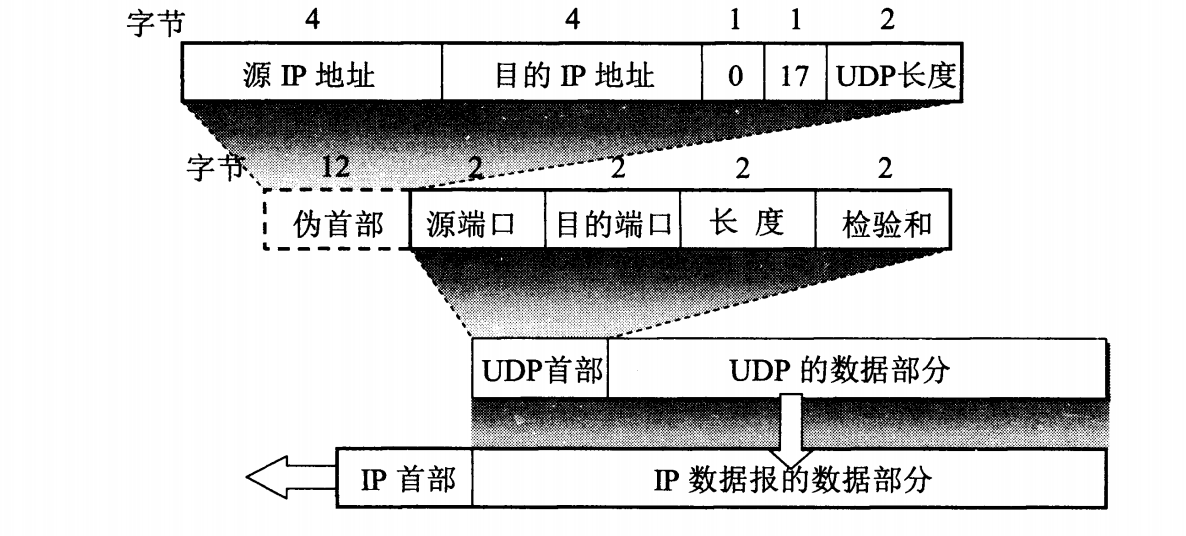 字节 4 4 1 1 2
源 IP 地址 目的 IP 地址 0 17 UDP长度
字节 12 2 2 2 2
伪首部 源端口 目的端口 长 度 检验和
UDP首部 UDP 的数据部分
IP 首部 IP 数据报的数据部分